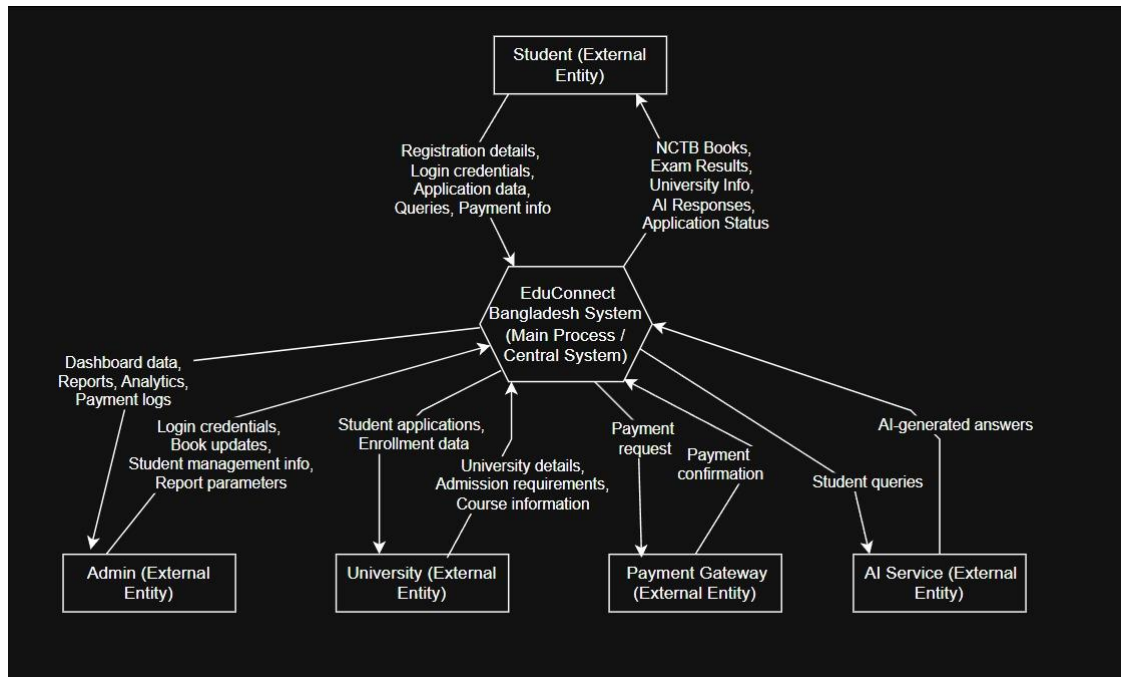 Student (External
Entity)
Registration details,
Login credentials,
Application data,
Queries, Payment info
NCTB Books,
Exam Results,
University Info,
AI Responses,
Application Status
EduConnect
Bangladesh System
(Main Process /
Central System)
Dashboard data,
Reports, Analytics,
Payment logs
Login credentials,
Book updates,
Student management info,
Report parameters
Student applications,
Enrollment data
University details,
Admission requirements,
Course information
Payment
request
Payment
confirmation
Student queries
AI-generated answers
Admin (External
Entity)
University (External
Entity)
Payment Gateway
(External Entity)
AI Service (External
Entity)